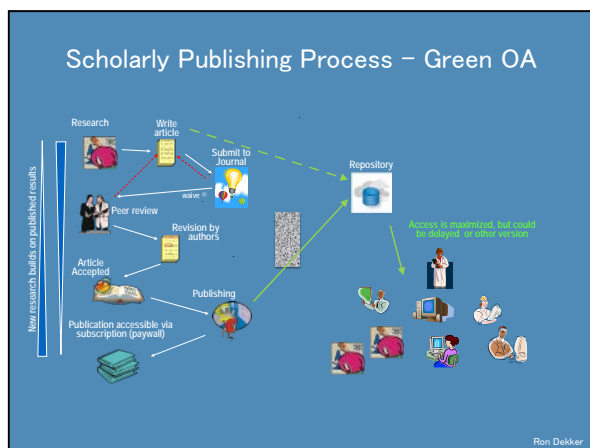 Scholarly Publishing Process – Green OA
Research
Write
article
Submit to
Journal
Repository
waive ©
Peer review
Revision by
authors
Access is maximized, but could
be delayed or other version
Article
Accepted
Publishing
Publication accessible via
subscription (paywall)
New research builds on published results
Ron Dekker